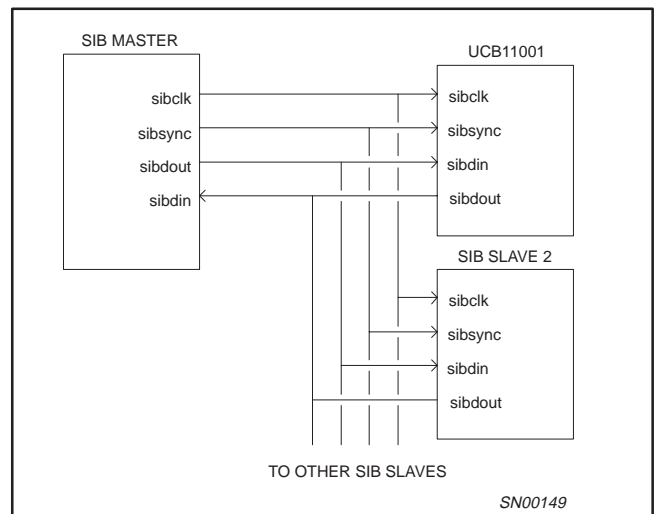 SIB MASTER
sibclk
sibsync
sibdout
sibdin
UCB11001
sibclk
sibsync
sibdin
sibdout
SIB SLAVE 2
sibclk
sibsync
sibdin
sibdout
TO OTHER SIB SLAVES
SN00149